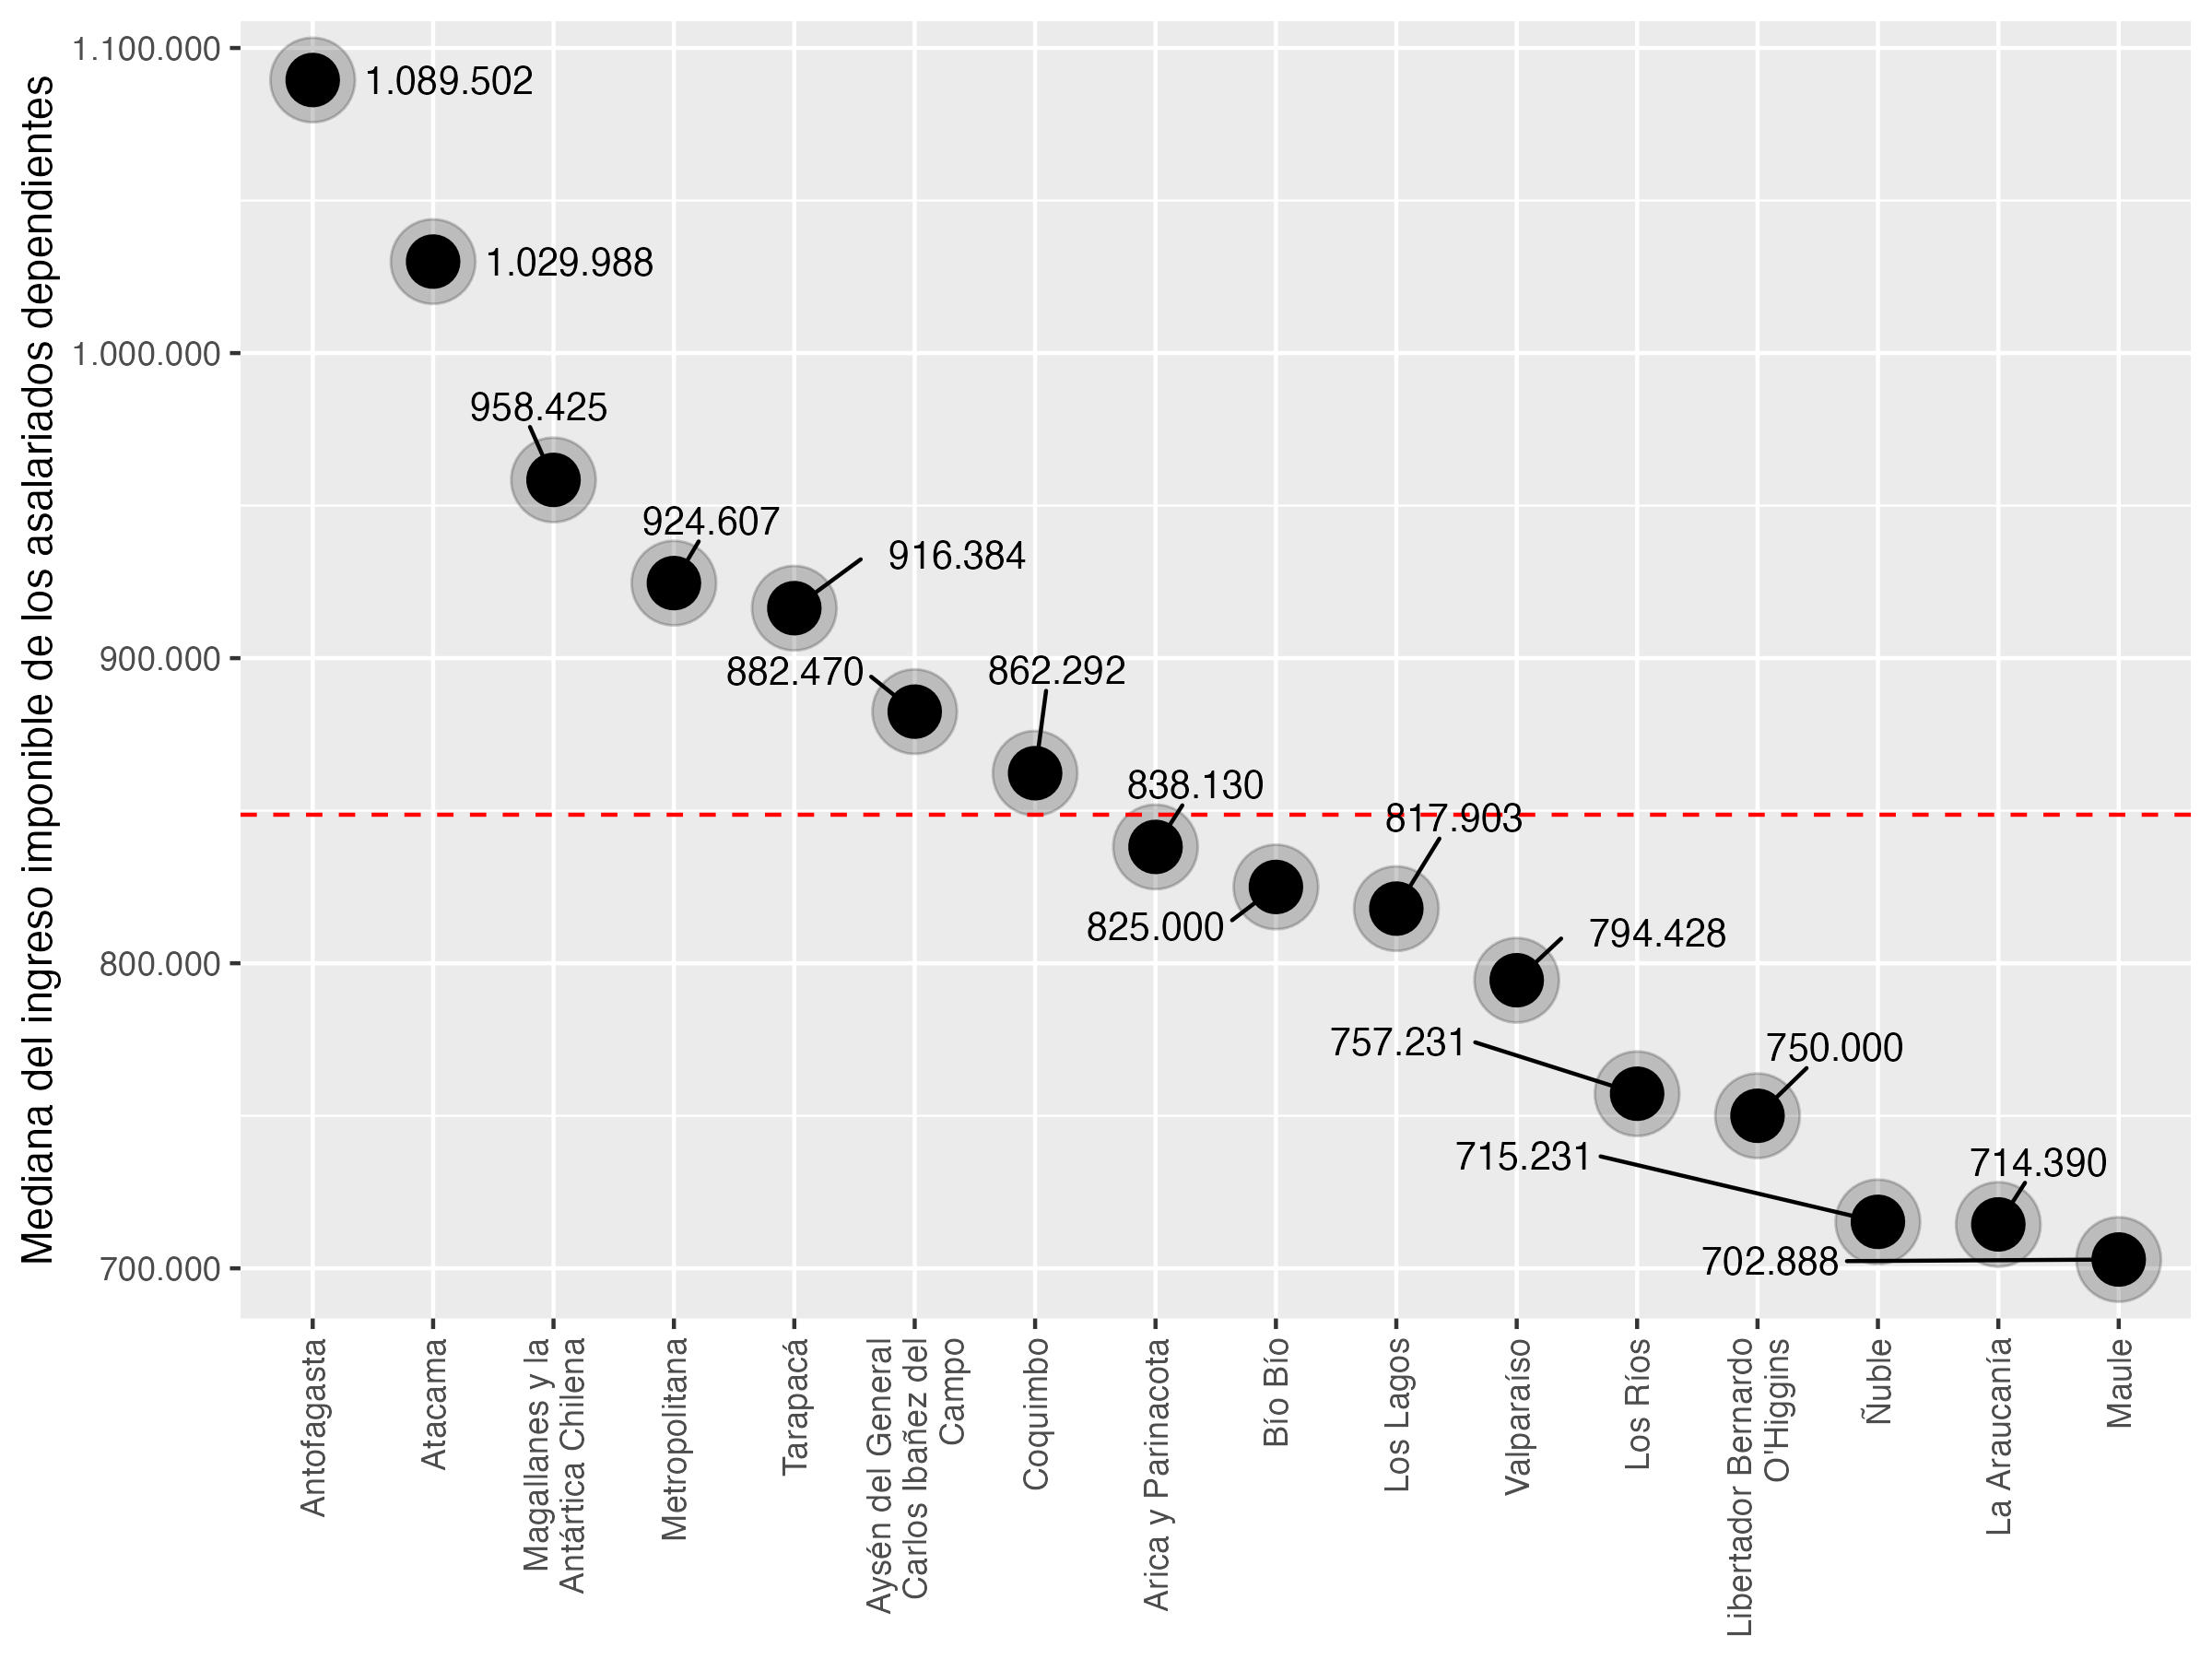 Mediana del ingreso imponible de los asalariados dependientes
1.100.000
1.000.000
900.000
800.000
700.000
1.089.502
1.029.988
958.425
924.607
916.384
882.470
862.292
838.130
825.000
817.903
794.428
757.231
750.000
715.231
714.390
702.888
Antofagasta
Atacama
Magallanes y la
Antártica Chilena
Metropolitana
Tarapacá
Aysén del General
Carlos Ibañez del
Campo
Coquimbo
Arica y Parinacota
Bío Bío
Los Lagos
Valparaíso
Los Ríos
Libertador Bernardo
O'Higgins
Ñuble
La Araucanía
Maule